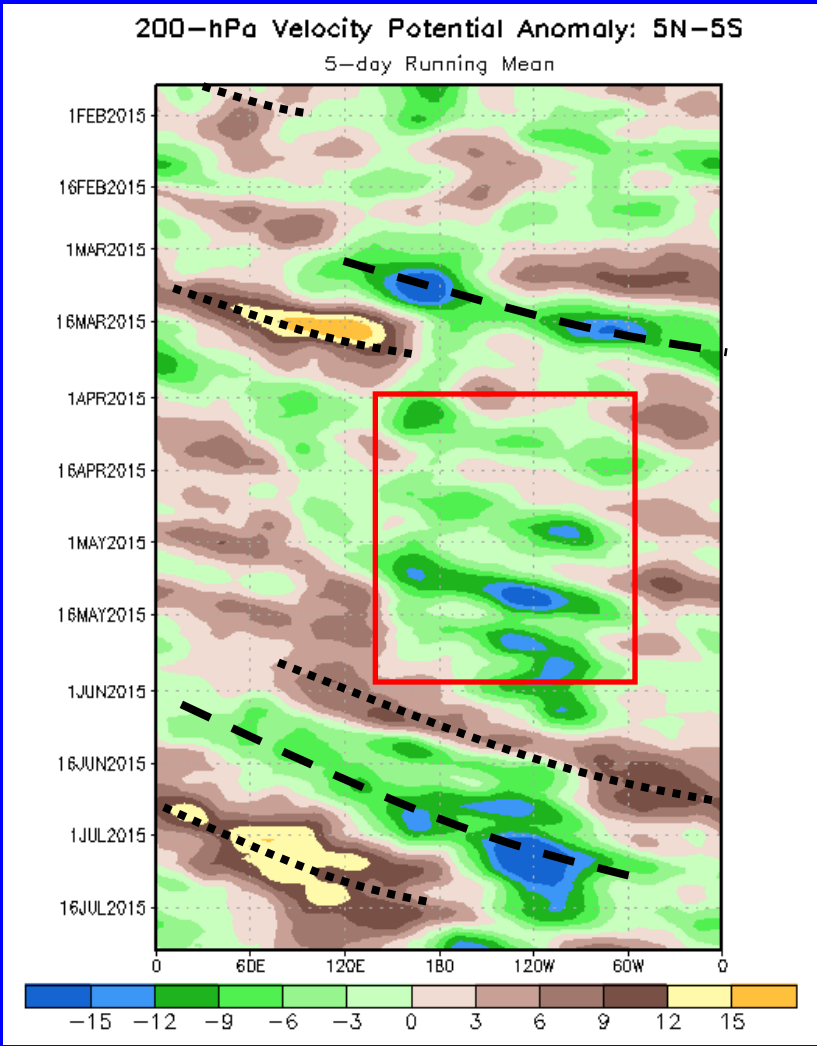 200-hPa Velocity Potential Anomaly: 5N-5S
5-day Running Mean
1FEB2015
16FEB2015
1MAR2015
16MAR2015
1APR2015
16APR2015
1MAY2015
16MAY2015
1JUN2015
16JUN2015
1JUL2015
16JUL2015
0 60E 120E 180 120W 60W 0
-15 -12 -9 -6 -3 0 3 6 9 12 15